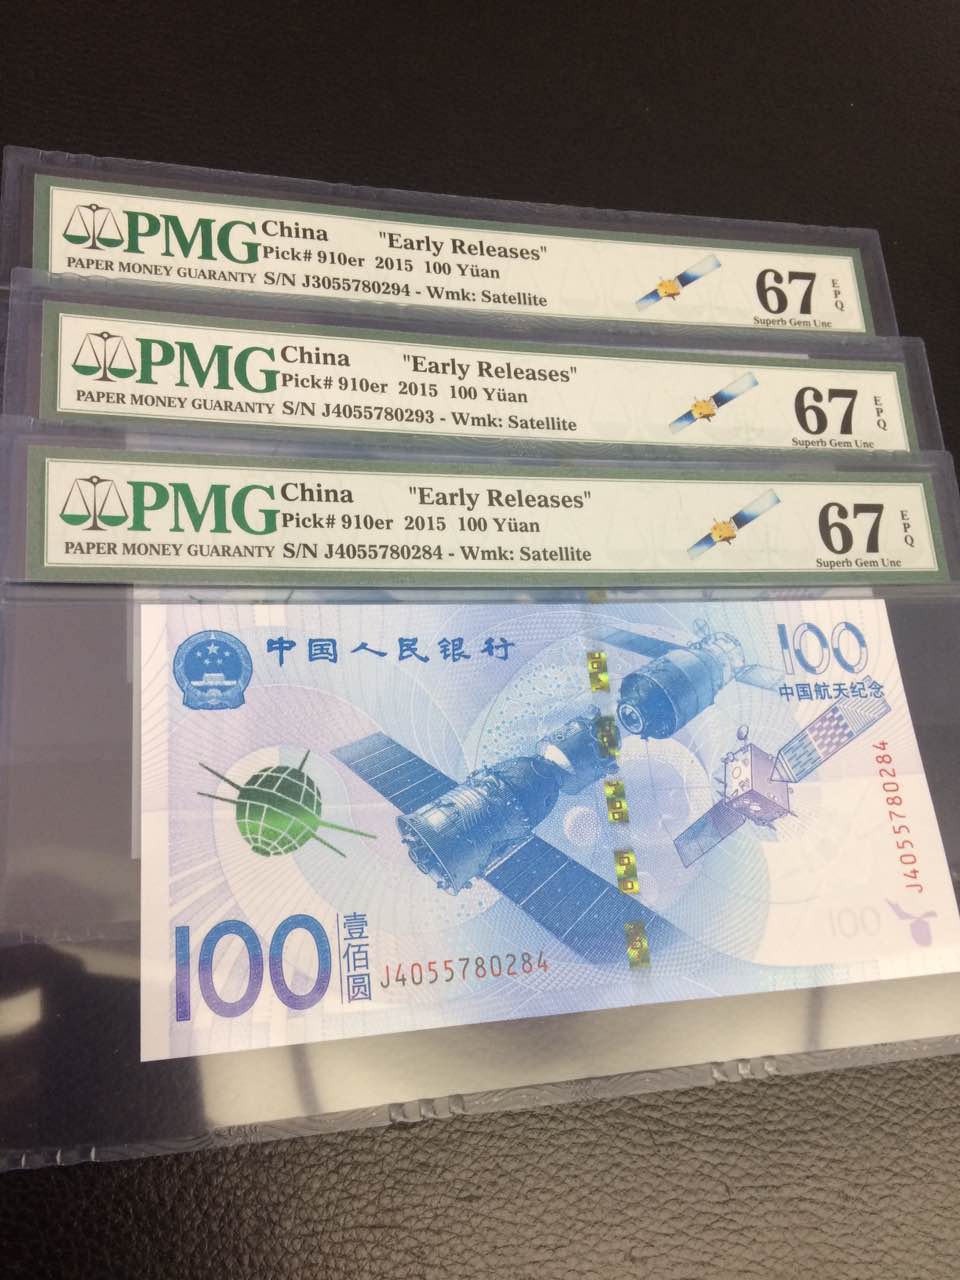 PMG
PAPER MONEY GUARANTY
China "Early Releases"
Pick# 910er 2015 100 Yüan
S/N J3055780294 - Wmk: Satellite
67 EPQ
Superb Gem Unc
PMG
PAPER MONEY GUARANTY
China "Early Releases"
Pick# 910er 2015 100 Yüan
S/N J4055780293 - Wmk: Satellite
67 EPQ
Superb Gem Unc
PMG
PAPER MONEY GUARANTY
China "Early Releases"
Pick# 910er 2015 100 Yüan
S/N J4055780284 - Wmk: Satellite
67 EPQ
Superb Gem Unc
中国人民银行
100
中国航天纪念
J4055780284
100
100
壹佰圆
J4055780284